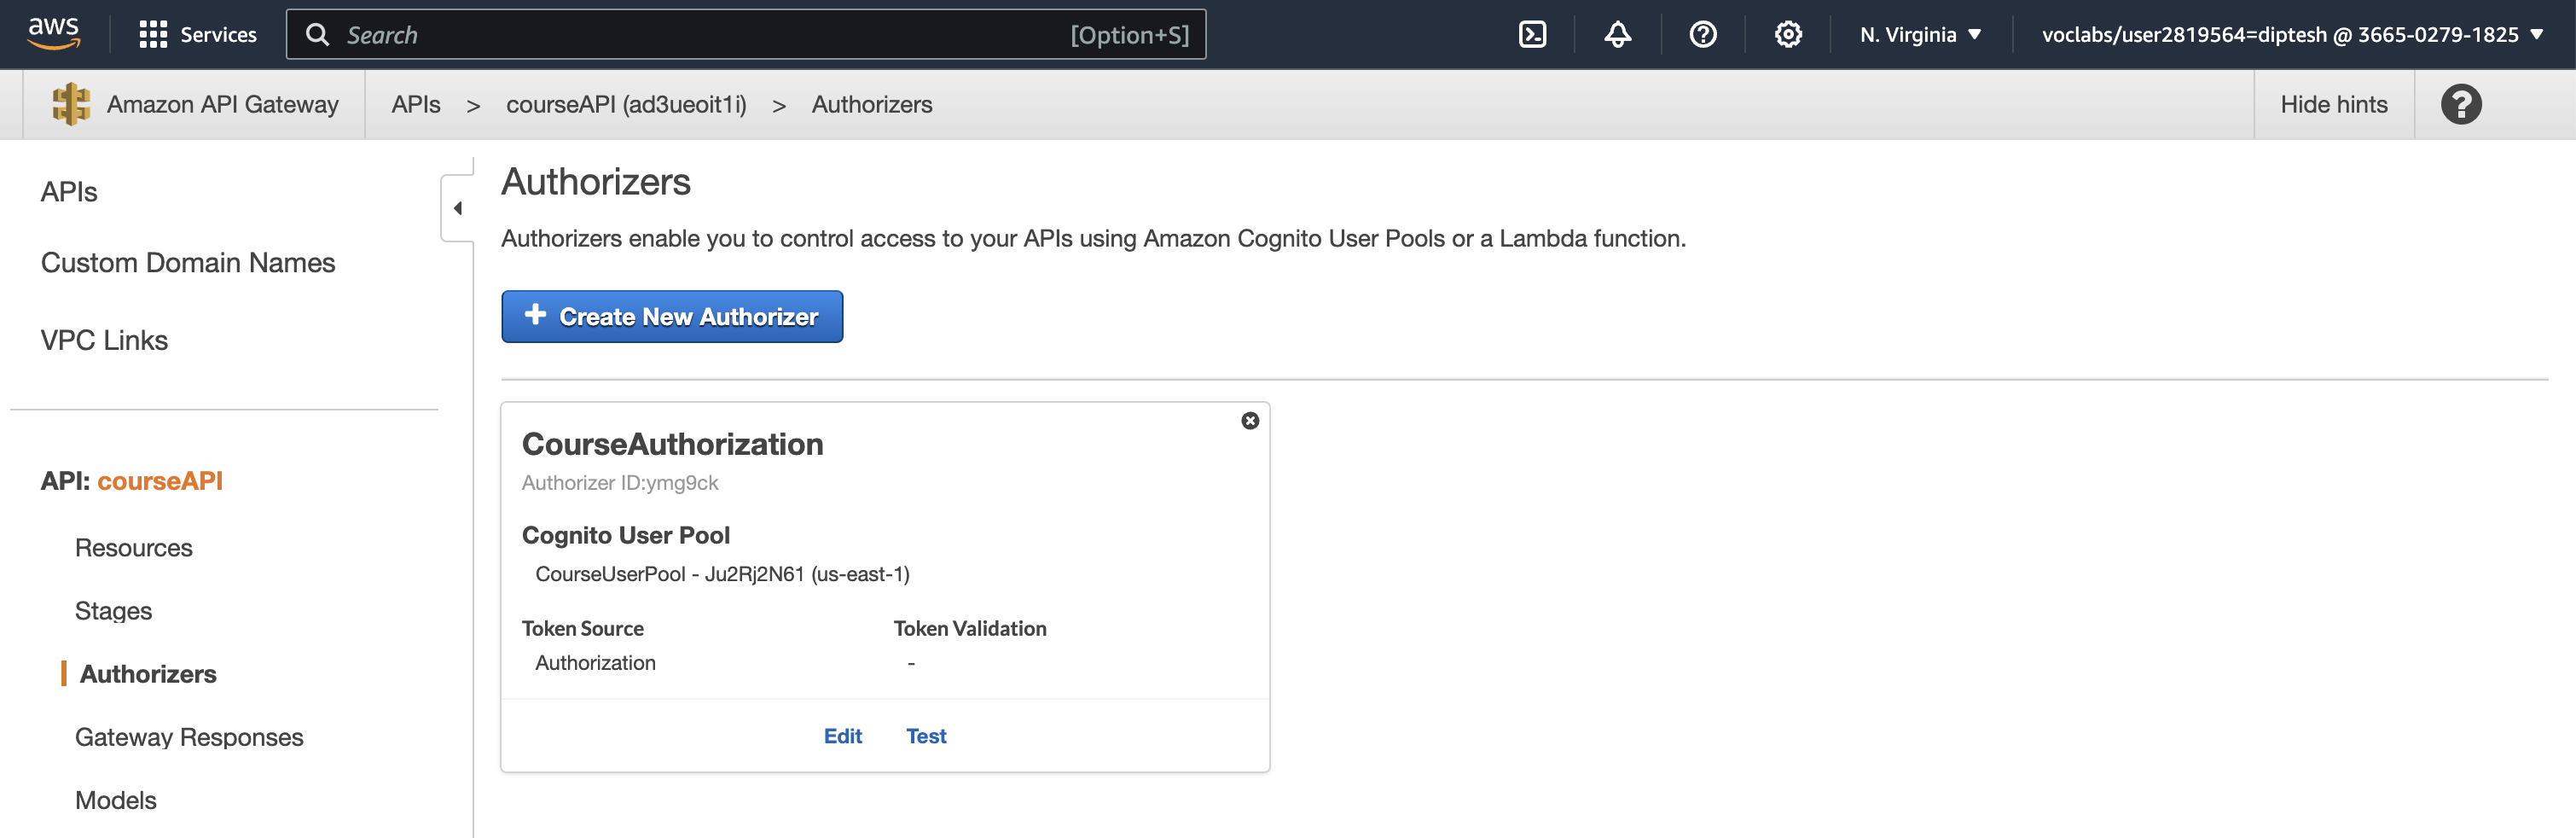 aws
Services
Search
[Option+S]
N. Virginia
voclabs/user2819564=diptesh @ 3665-0279-1825
Amazon API Gateway
APIs > courseAPI (ad3ueoit1i) > Authorizers
Hide hints
APIs
Custom Domain Names
VPC Links
API: courseAPI
Resources
Stages
Authorizers
Gateway Responses
Models
Authorizers
Authorizers enable you to control access to your APIs using Amazon Cognito User Pools or a Lambda function.
+ Create New Authorizer
CourseAuthorization
Authorizer ID:ymg9ck
Cognito User Pool
CourseUserPool - Ju2Rj2N61 (us-east-1)
Token Source
Authorization
Token Validation
-
Edit
Test